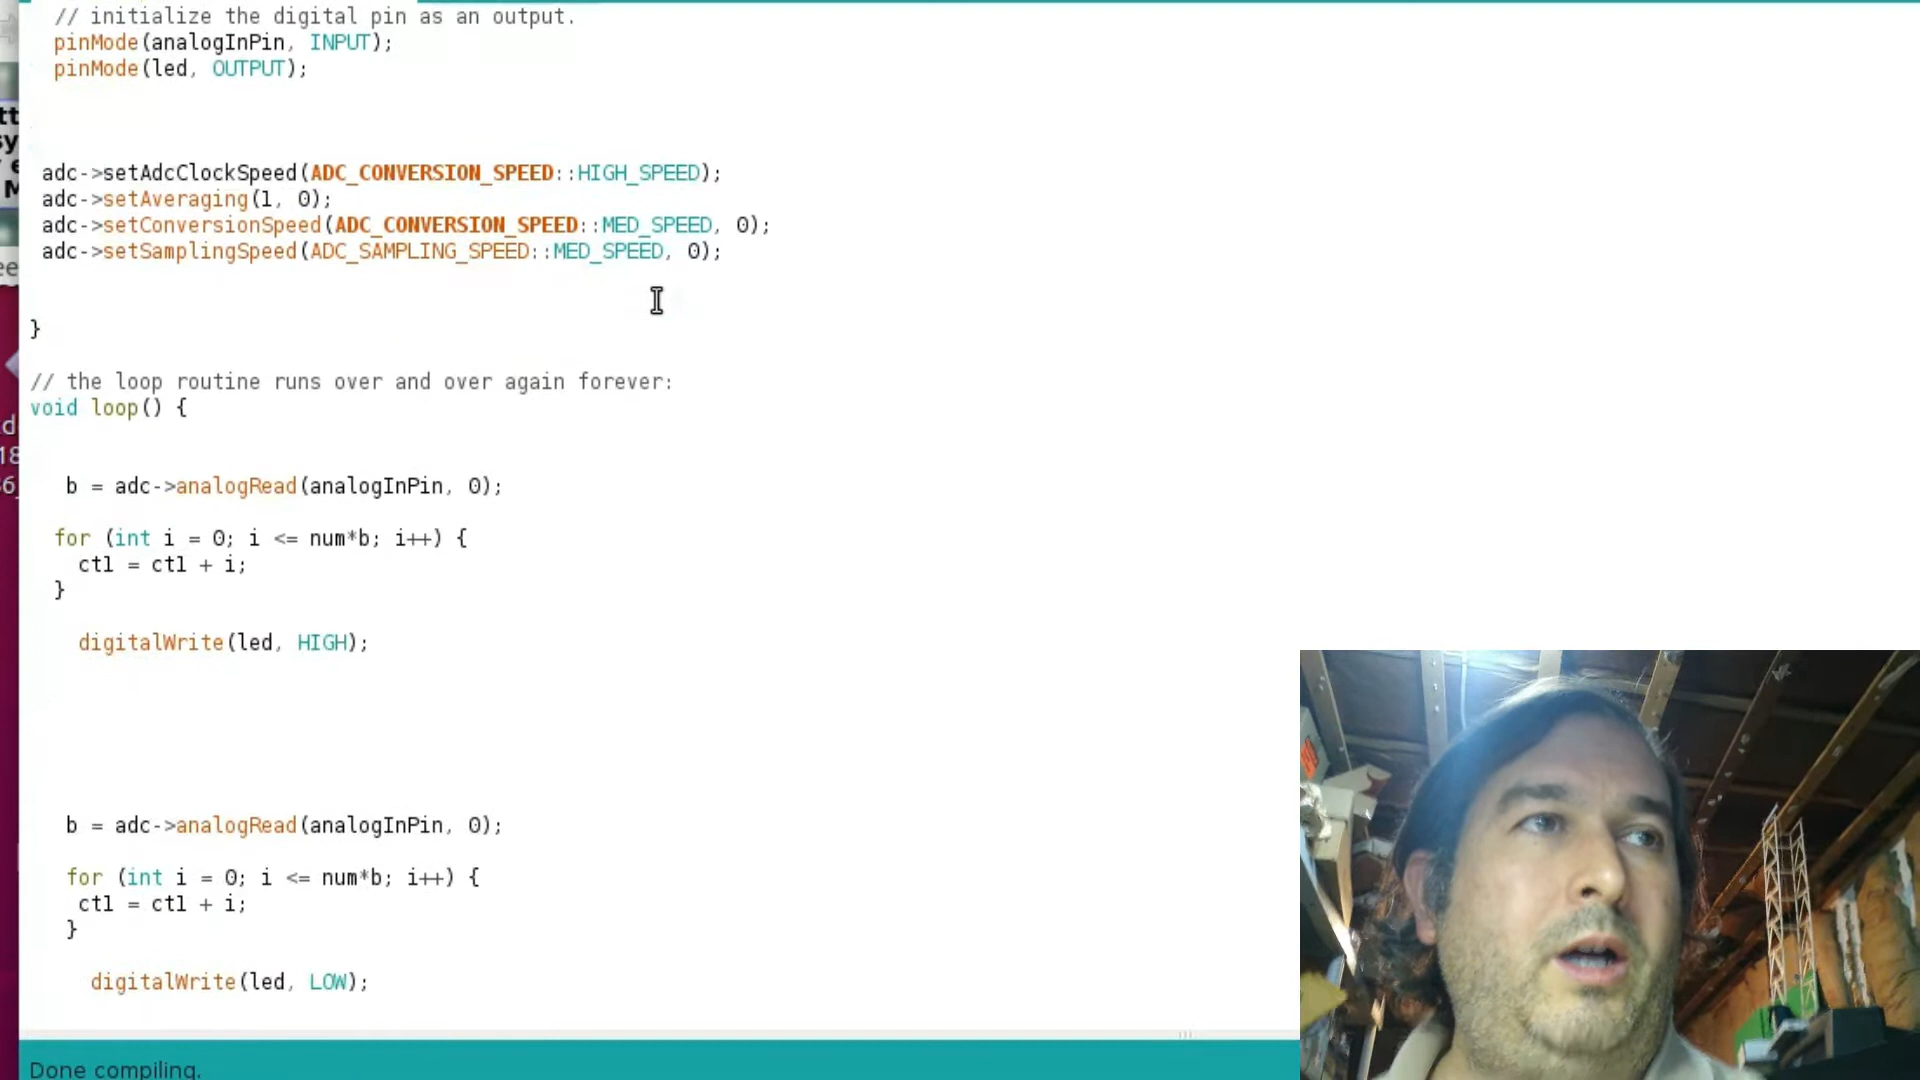 // initialize the digital pin as an output.
pinMode(analogInPin, INPUT);
pinMode(led, OUTPUT);
adc->setAdcClockSpeed(ADC_CONVERSION_SPEED::HIGH_SPEED);
adc->setAveraging(1, 0);
adc->setConversionSpeed(ADC_CONVERSION_SPEED::MED_SPEED, 0);
adc->setSamplingSpeed(ADC_SAMPLING_SPEED::MED_SPEED, 0);
}
// the loop routine runs over and over again forever:
void loop() {
b = adc->analogRead(analogInPin, 0);
for (int i = 0; i <= num*b; i++) {
ctl = ctl + i;
}
digitalWrite(led, HIGH);
b = adc->analogRead(analogInPin, 0);
for (int i = 0; i <= num*b; i++) {
ctl = ctl + i;
}
digitalWrite(led, LOW);
Done compiling.